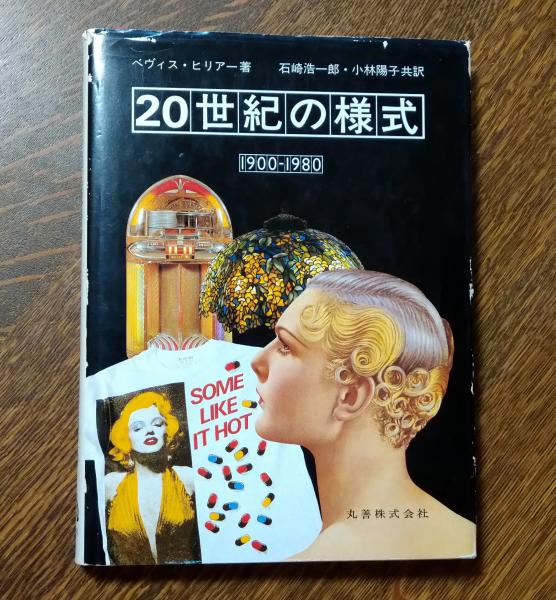 ベヴィス・ヒリアー著　石崎浩一郎・小林陽子共訳
20世紀の様式
1900-1980
SOME
LIKE
IT HOT
丸善株式会社